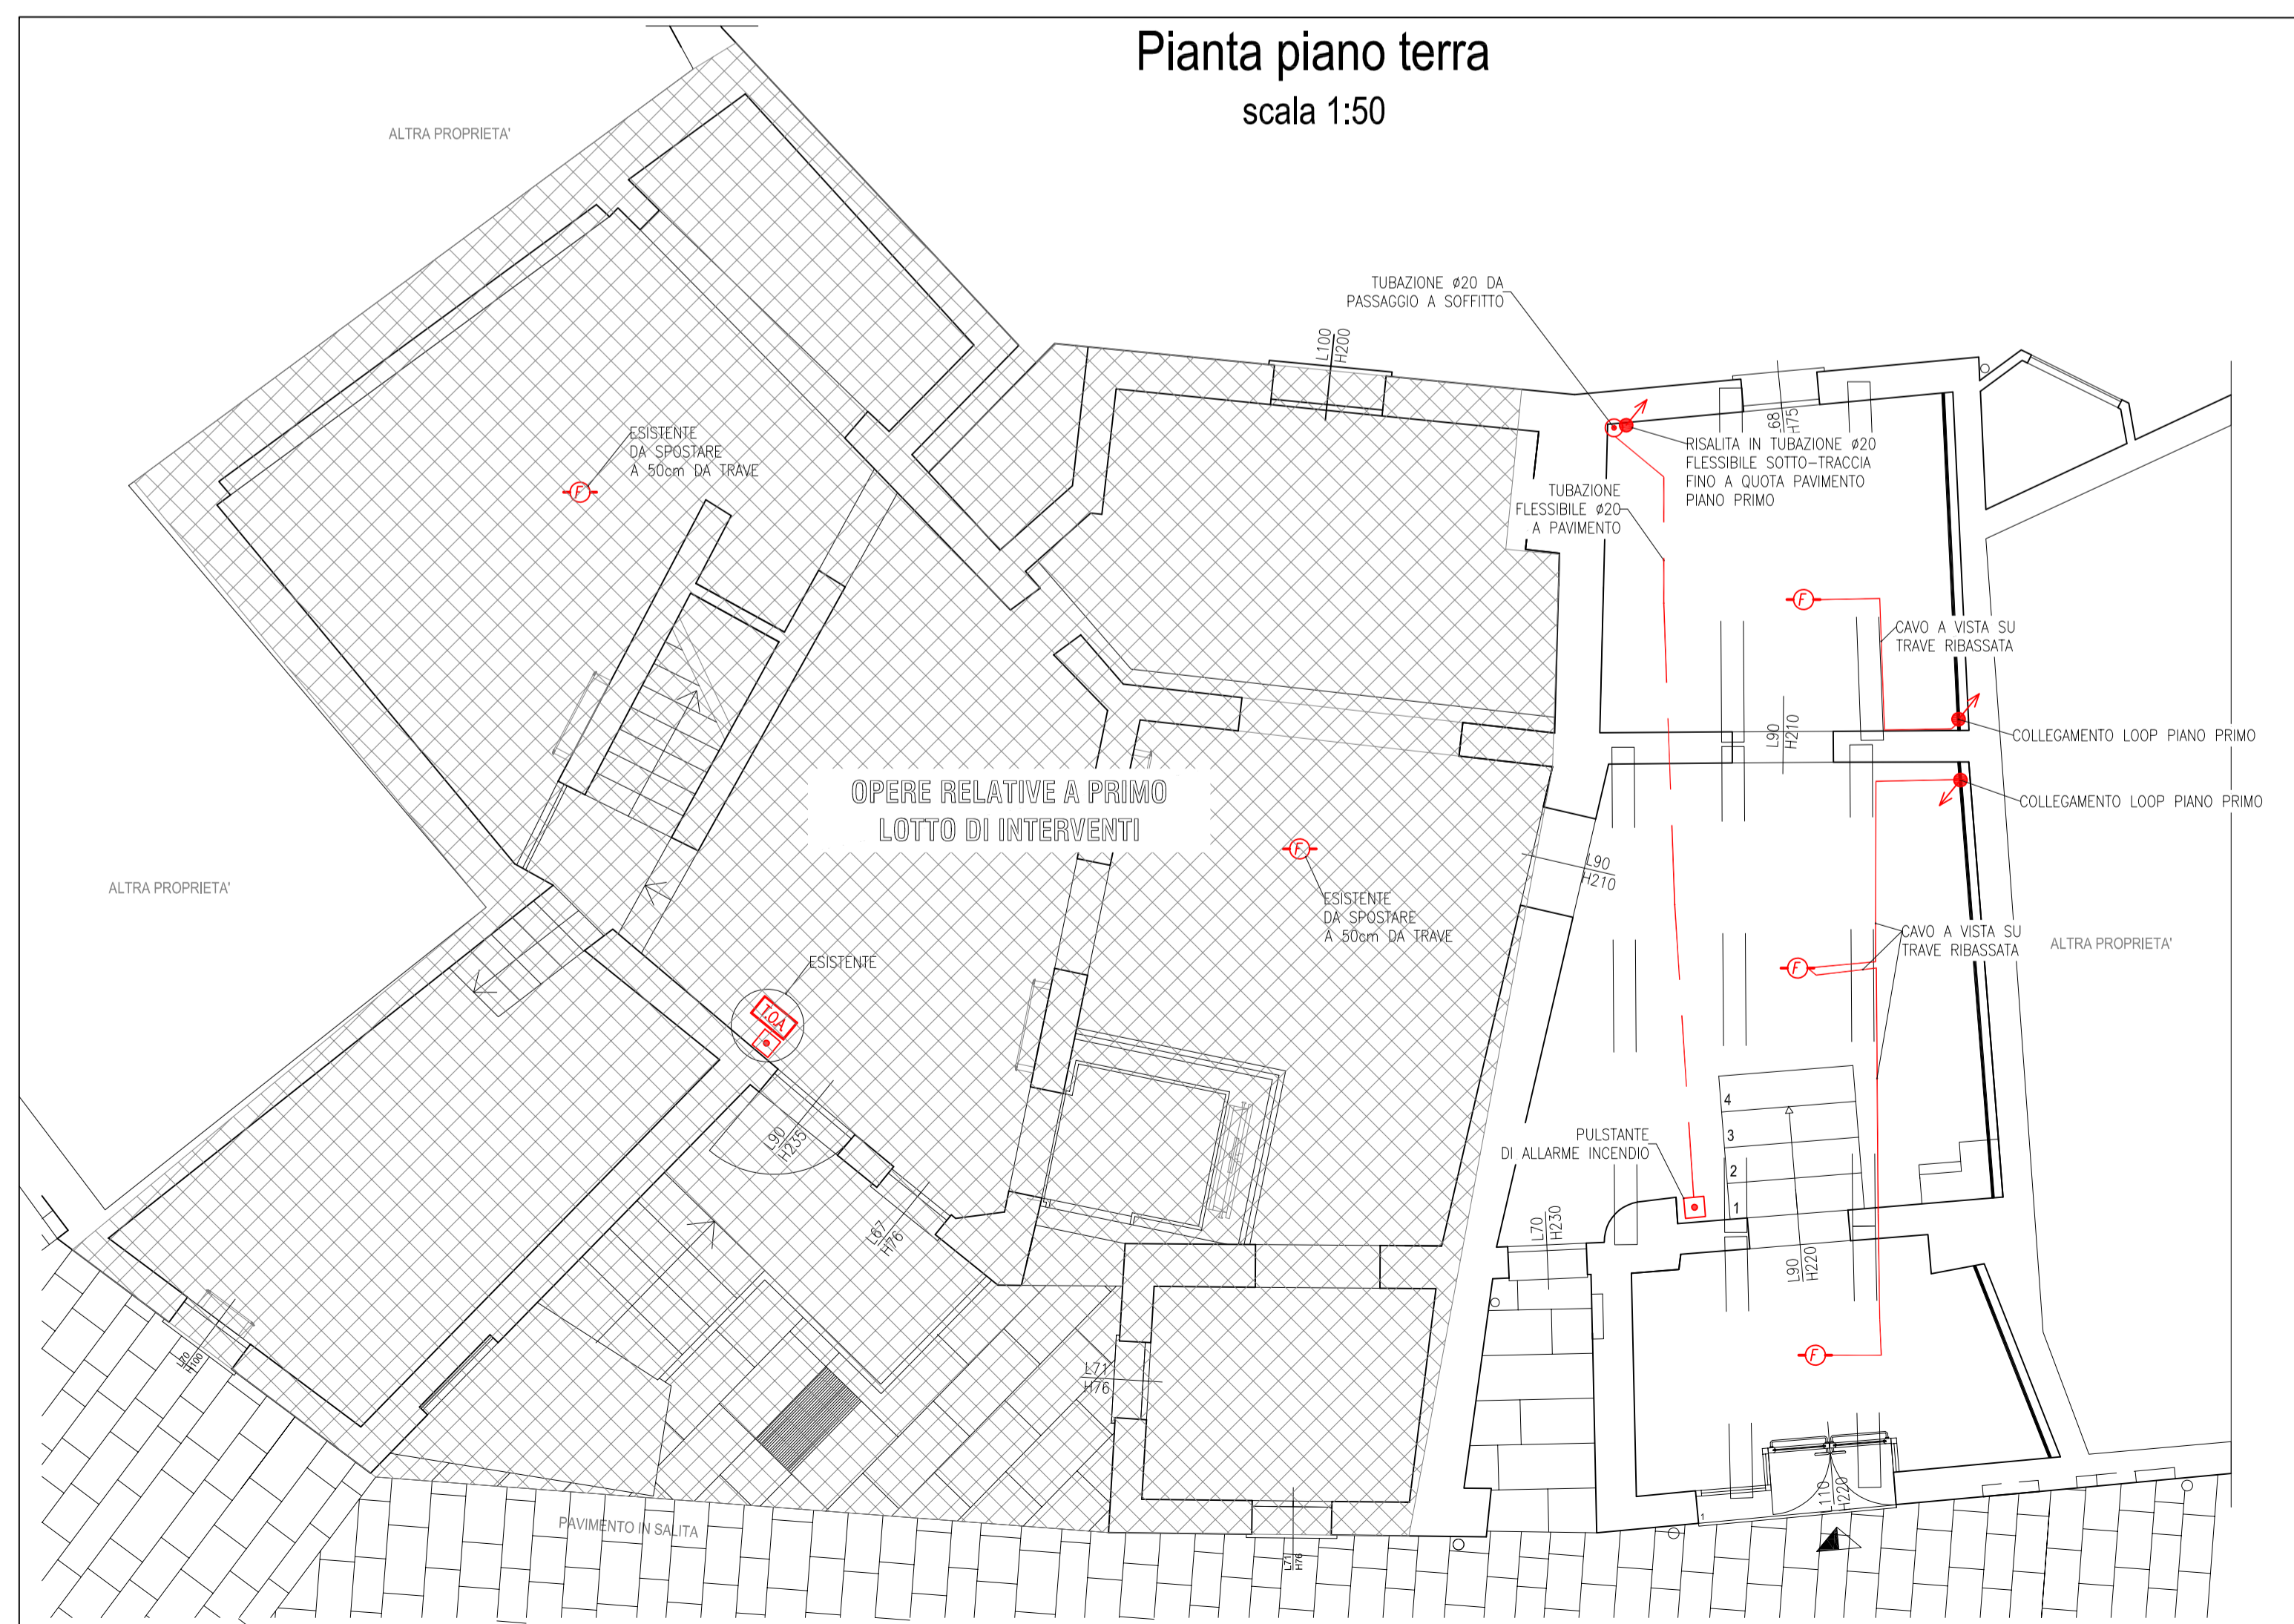 Pianta piano terra
scala 1:50
ALTRA PROPRIETA'
TUBAZIONE ø20 DA
PASSAGGIO A SOFFITTO
L100
H200
68
H75
ESISTENTE
DA SPOSTARE
A 50cm DA TRAVE
F
RISALITA IN TUBAZIONE ø20
FLESSIBILE SOTTO-TRACCIA
FINO A QUOTA PAVIMENTO
PIANO PRIMO
TUBAZIONE
FLESSIBILE ø20
A PAVIMENTO
F
CAVO A VISTA SU
TRAVE RIBASSATA
L90
H210
COLLEGAMENTO LOOP PIANO PRIMO
OPERE RELATIVE A PRIMO
LOTTO DI INTERVENTI
COLLEGAMENTO LOOP PIANO PRIMO
F
L90
H210
ALTRA PROPRIETA'
ESISTENTE
DA SPOSTARE
A 50cm DA TRAVE
CAVO A VISTA SU
TRAVE RIBASSATA
ALTRA PROPRIETA'
F
ESISTENTE
T.O.A
L90
H235
PULSTANTE
DI ALLARME INCENDIO
4
3
2
1
L67
H76
L70
H230
L90
H220
L70
H100
F
L71
H76
L110
H220
1
PAVIMENTO IN SALITA
L71
H76